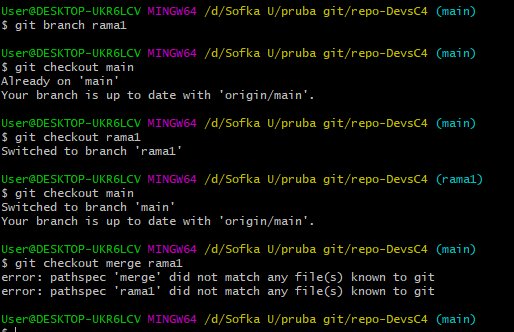 User@DESKTOP-UKR6LCV MINGW64 /d/Sofka U/pruba git/repo-DevsC4 (main)
$ git branch rama1
User@DESKTOP-UKR6LCV MINGW64 /d/Sofka U/pruba git/repo-DevsC4 (main)
$ git checkout main
Already on 'main'
Your branch is up to date with 'origin/main'.
User@DESKTOP-UKR6LCV MINGW64 /d/Sofka U/pruba git/repo-DevsC4 (main)
$ git checkout rama1
Switched to branch 'rama1'
User@DESKTOP-UKR6LCV MINGW64 /d/Sofka U/pruba git/repo-DevsC4 (rama1)
$ git checkout main
Switched to branch 'main'
Your branch is up to date with 'origin/main'.
User@DESKTOP-UKR6LCV MINGW64 /d/Sofka U/pruba git/repo-DevsC4 (main)
$ git checkout merge rama1
error: pathspec 'merge' did not match any file(s) known to git
error: pathspec 'rama1' did not match any file(s) known to git
User@DESKTOP-UKR6LCV MINGW64 /d/Sofka U/pruba git/repo-DevsC4 (main)
$